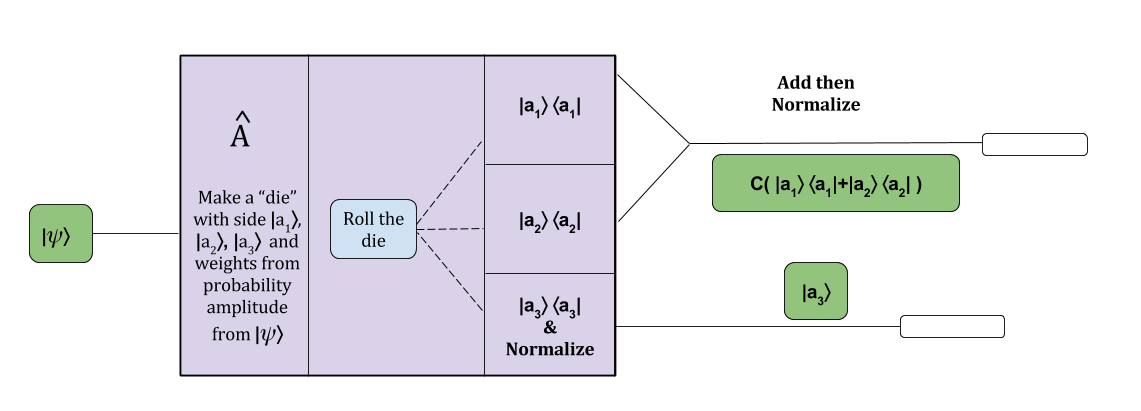 |ψ⟩
Â
Make a “die”
with side |a₁⟩,
|a₂⟩, |a₃⟩ and
weights from
probability
amplitude
from |ψ⟩
Roll the
die
|a₁⟩⟨a₁|
|a₂⟩⟨a₂|
|a₃⟩⟨a₃|
&
Normalize
Add then
Normalize
C( |a₁⟩⟨a₁|+|a₂⟩⟨a₂| )
|a₃⟩